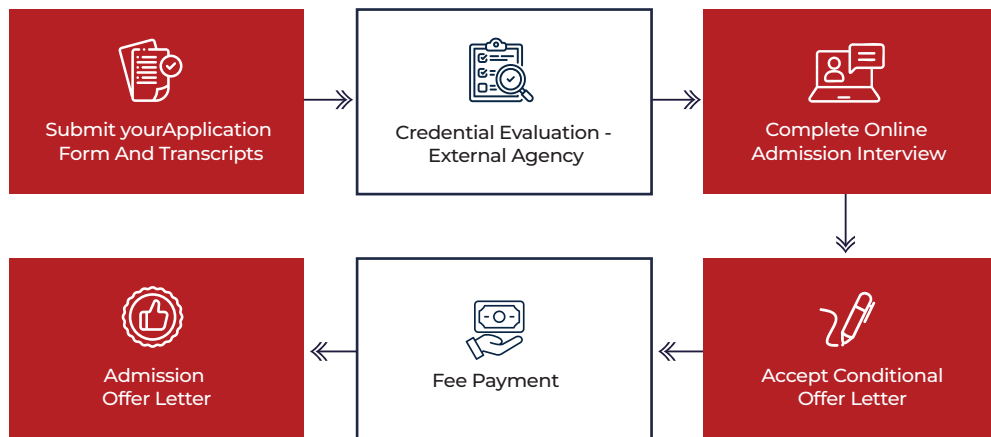 Submit yourApplication
Form And Transcripts
Credential Evaluation -
External Agency
Complete Online
Admission Interview
Accept Conditional
Offer Letter
Fee Payment
Admission
Offer Letter